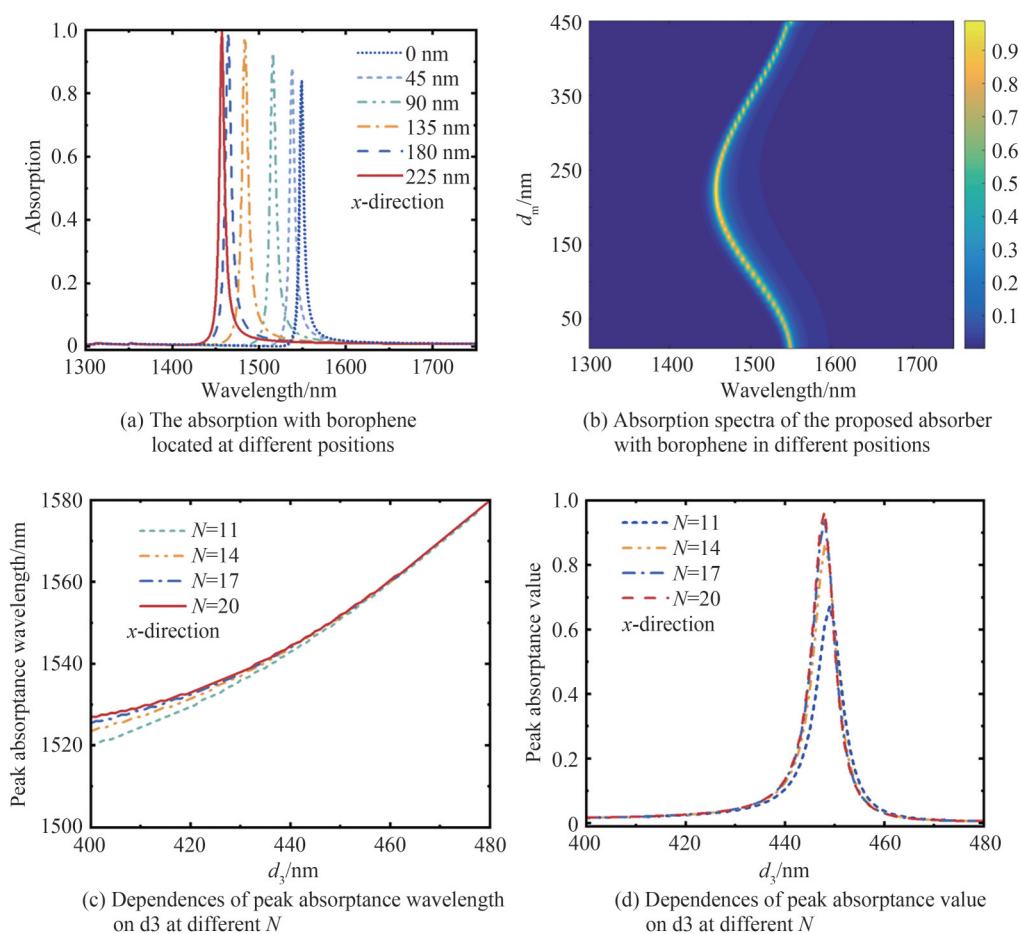 1.0
0.8
0.6
0.4
0.2
0
Absorption
0 nm
45 nm
90 nm
135 nm
180 nm
225 nm
x-direction
1300 1400 1500 1600 1700
Wavelength/nm
(a) The absorption with borophene
located at different positions
450
350
250
150
50
d_m/nm
1300 1400 1500 1600 1700
Wavelength/nm
0.9
0.8
0.7
0.6
0.5
0.4
0.3
0.2
0.1
(b) Absorption spectra of the proposed absorber
with borophene in different positions
1580
1560
1540
1520
1500
Peak absorptance wavelength/nm
N=11
N=14
N=17
N=20
x-direction
400 420 440 460 480
d_3/nm
(c) Dependences of peak absorptance wavelength
on d3 at different N
1.0
0.8
0.6
0.4
0.2
0
Peak absorptance value
N=11
N=14
N=17
N=20
x-direction
400 420 440 460 480
d_3/nm
(d) Dependences of peak absorptance value
on d3 at different N